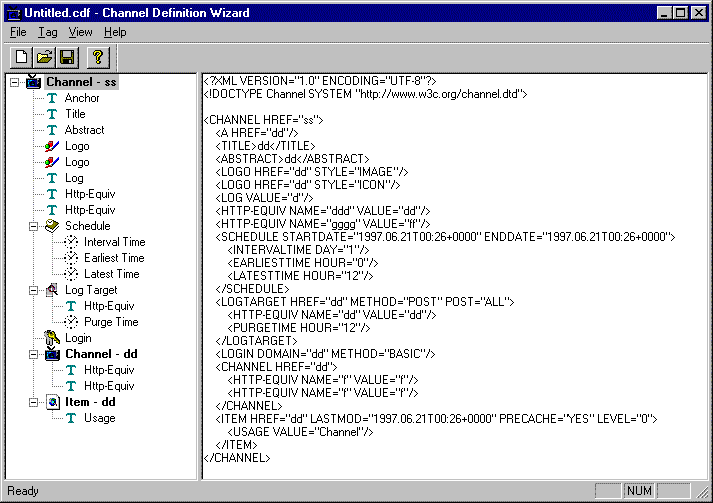 Untitled.cdf - Channel Definition Wizard
File Tag View Help
Channel - ss
Anchor
Title
Abstract
Logo
Logo
Log
Http-Equiv
Http-Equiv
Schedule
Interval Time
Earliest Time
Latest Time
Log Target
Http-Equiv
Purge Time
Login
Channel - dd
Http-Equiv
Http-Equiv
Item - dd
Usage
<?XML VERSION="1.0" ENCODING="UTF-8"?>
<!DOCTYPE Channel SYSTEM "http://www.w3c.org/channel.dtd">
<CHANNEL HREF="ss">
<A HREF="dd"/>
<TITLE>dd</TITLE>
<ABSTRACT>dd</ABSTRACT>
<LOGO HREF="dd" STYLE="IMAGE"/>
<LOGO HREF="dd" STYLE="ICON"/>
<LOG VALUE="d"/>
<HTTP-EQUIV NAME="ddd" VALUE="dd"/>
<HTTP-EQUIV NAME="gggg" VALUE="ff"/>
<SCHEDULE STARTDATE="1997.06.21T00:26+0000" ENDDATE="1997.06.21T00:26+0000">
<INTERVALTIME DAY="1"/>
<EARLIESTTIME HOUR="0"/>
<LATESTTIME HOUR="12"/>
</SCHEDULE>
<LOGTARGET HREF="dd" METHOD="POST" POST="ALL">
<HTTP-EQUIV NAME="dd" VALUE="dd"/>
<PURGETIME HOUR="12"/>
</LOGTARGET>
<LOGIN DOMAIN="dd" METHOD="BASIC"/>
<CHANNEL HREF="dd">
<HTTP-EQUIV NAME="f" VALUE="f"/>
<HTTP-EQUIV NAME="f" VALUE="f"/>
</CHANNEL>
<ITEM HREF="dd" LASTMOD="1997.06.21T00:26+0000" PRECACHE="YES" LEVEL="0">
<USAGE VALUE="Channel"/>
</ITEM>
</CHANNEL>
Ready NUM